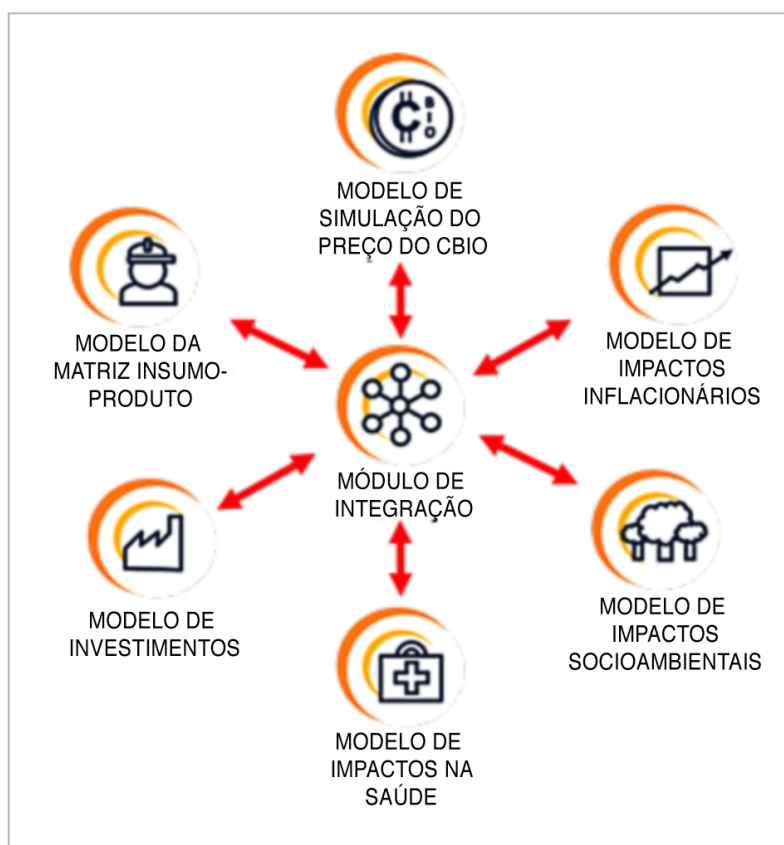 C
BIO
MODELO DE
SIMULAÇÃO DO
PREÇO DO CBIO
MODELO DA
MATRIZ INSUMO-
PRODUTO
MODELO DE
IMPACTOS
INFLACIONÁRIOS
MÓDULO DE
INTEGRAÇÃO
MODELO DE
INVESTIMENTOS
MODELO DE
IMPACTOS
SOCIOAMBIENTAIS
MODELO DE
IMPACTOS NA
SAÚDE